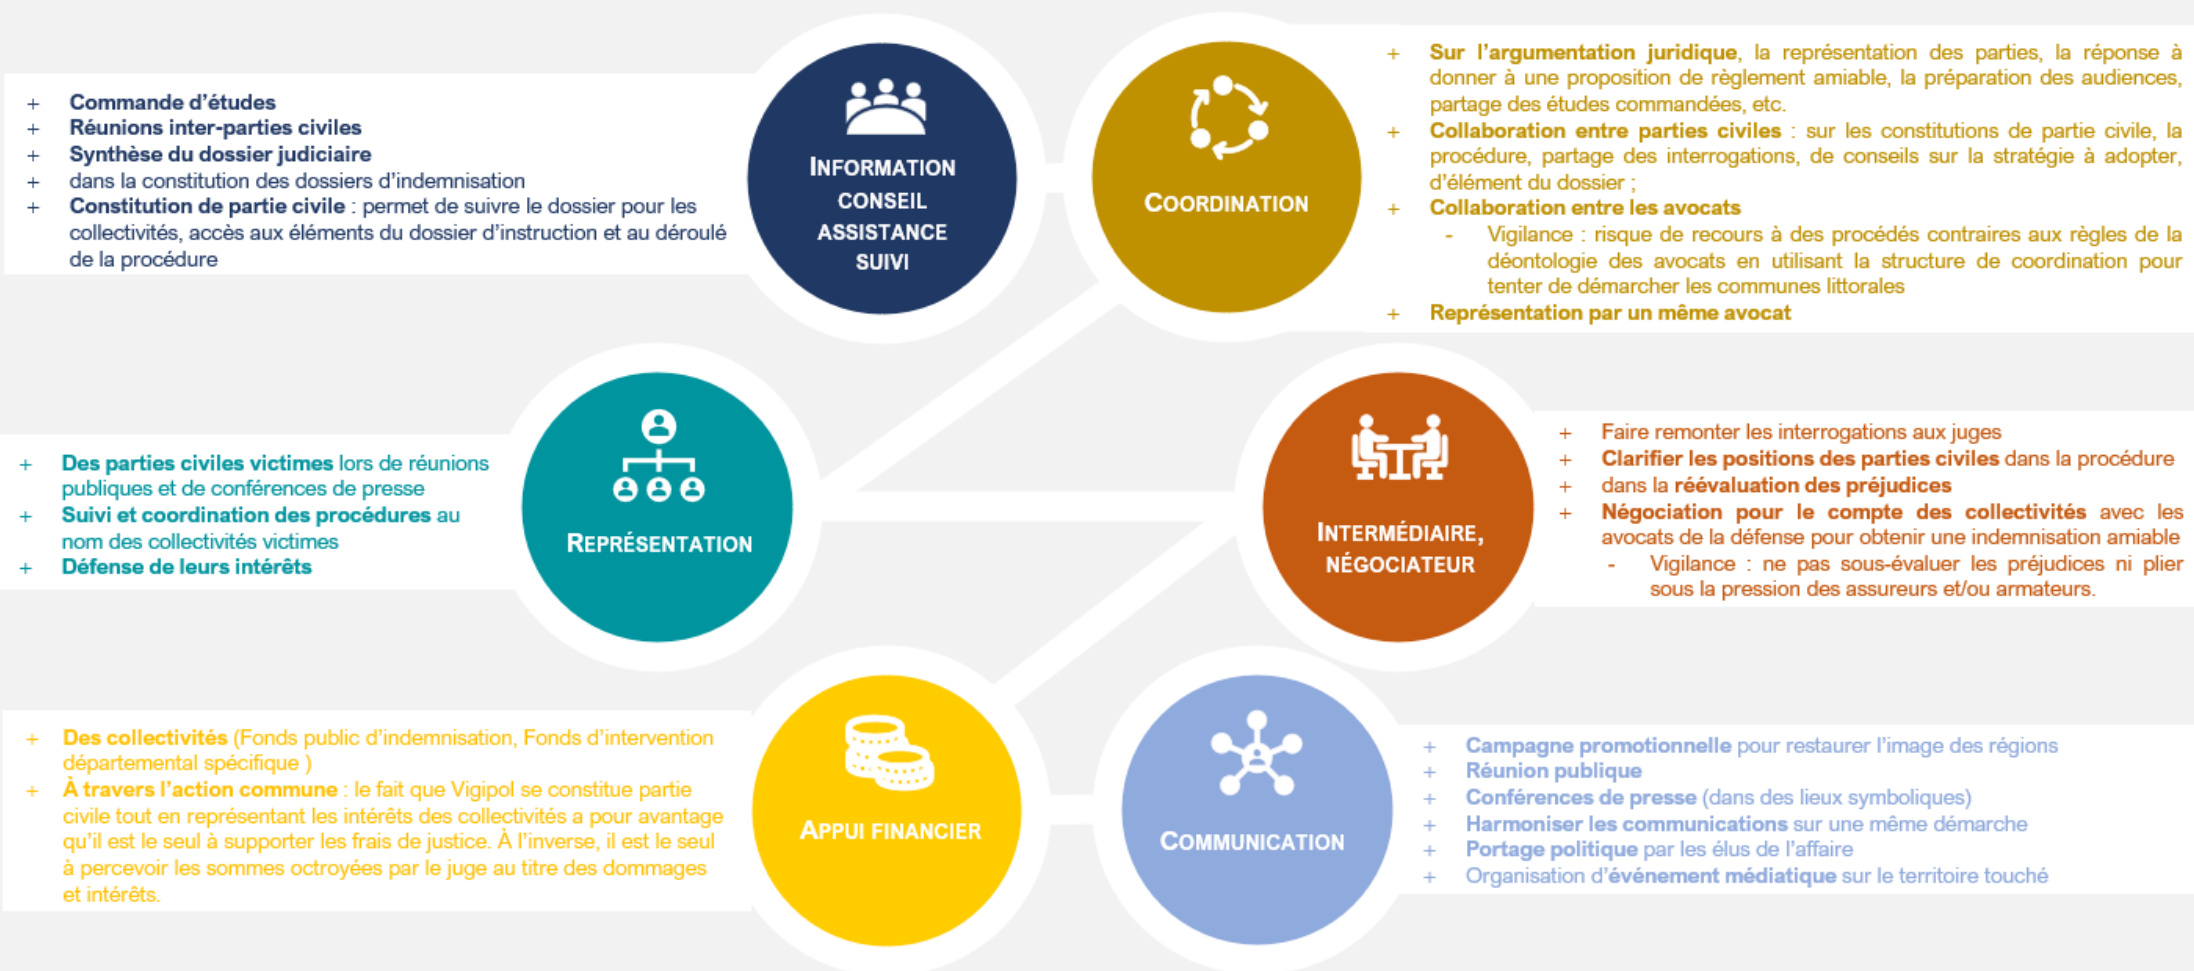 + Commande d'études
+ Réunions inter-parties civiles
+ Synthèse du dossier judiciaire
+ dans la constitution des dossiers d'indemnisation
+ Constitution de partie civile : permet de suivre le dossier pour les
collectivités, accès aux éléments du dossier d'instruction et au déroulé
de la procédure
INFORMATION
CONSEIL
ASSISTANCE
SUIVI
COORDINATION
+ Sur l'argumentation juridique, la représentation des parties, la réponse à
donner à une proposition de règlement amiable, la préparation des audiences,
partage des études commandées, etc.
+ Collaboration entre parties civiles : sur les constitutions de partie civile, la
procédure, partage des interrogations, de conseils sur la stratégie à adopter,
d'élément du dossier ;
+ Collaboration entre les avocats
- Vigilance : risque de recours à des procédés contraires aux règles de la
déontologie des avocats en utilisant la structure de coordination pour
tenter de démarcher les communes littorales
+ Représentation par un même avocat
+ Des parties civiles victimes lors de réunions
publiques et de conférences de presse
+ Suivi et coordination des procédures au
nom des collectivités victimes
+ Défense de leurs intérêts
REPRÉSENTATION
INTERMÉDIAIRE,
NÉGOCIATEUR
+ Faire remonter les interrogations aux juges
+ Clarifier les positions des parties civiles dans la procédure
+ dans la réévaluation des préjudices
+ Négociation pour le compte des collectivités avec les
avocats de la défense pour obtenir une indemnisation amiable
- Vigilance : ne pas sous-évaluer les préjudices ni plier
sous la pression des assureurs et/ou armateurs.
+ Des collectivités (Fonds public d'indemnisation, Fonds d'intervention
départemental spécifique )
+ À travers l'action commune : le fait que Vigipol se constitue partie
civile tout en représentant les intérêts des collectivités a pour avantage
qu'il est le seul à supporter les frais de justice. À l'inverse, il est le seul
à percevoir les sommes octroyées par le juge au titre des dommages
et intérêts.
APPUI FINANCIER
COMMUNICATION
+ Campagne promotionnelle pour restaurer l'image des régions
+ Réunion publique
+ Conférences de presse (dans des lieux symboliques)
+ Harmoniser les communications sur une même démarche
+ Portage politique par les élus de l'affaire
+ Organisation d'événement médiatique sur le territoire touché